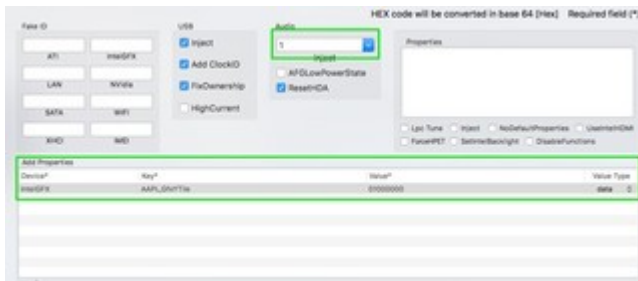 HEX code will be converted in base 64 [Hex] Required field (*
Fake ID
USB
Audio
Inject
Add ClockID
FixOwnership
HighCurrent
1
Inject
AFGLowPowerState
ResetHDA
Properties
ATI
IntelGFX
LAN
NVidia
SATA
WIFI
XHCI
IMEI
Lpc Tune
Inject
NoDefaultProperties
UseIntelHDMI
ForceHPET
SetIntelBacklight
DisableFunctions
Add Properties
Device* Key* Value* Value Type
IntelGFX 01000000 data